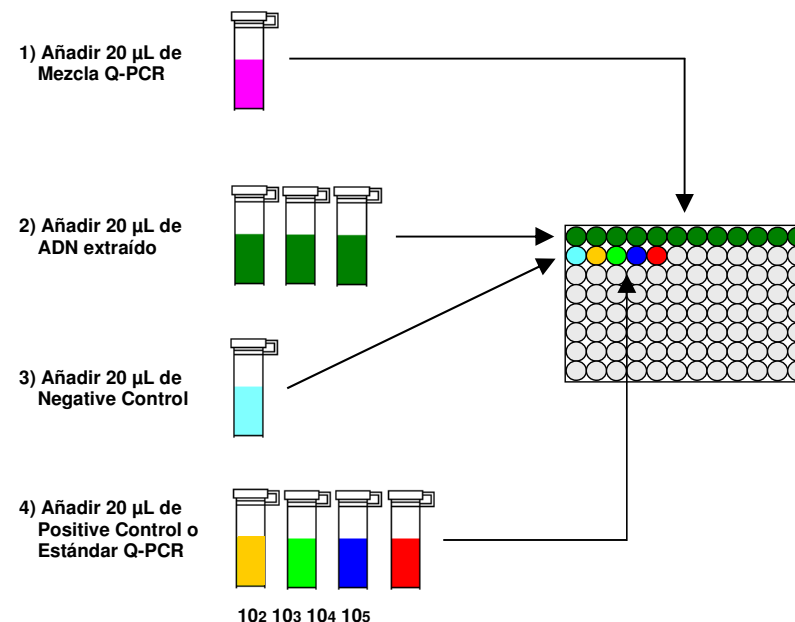 1) Añadir 20 µL de
Mezcla Q-PCR
2) Añadir 20 µL de
ADN extraído
3) Añadir 20 µL de
Negative Control
4) Añadir 20 µL de
Positive Control o
Estándar Q-PCR
102 103 104 105